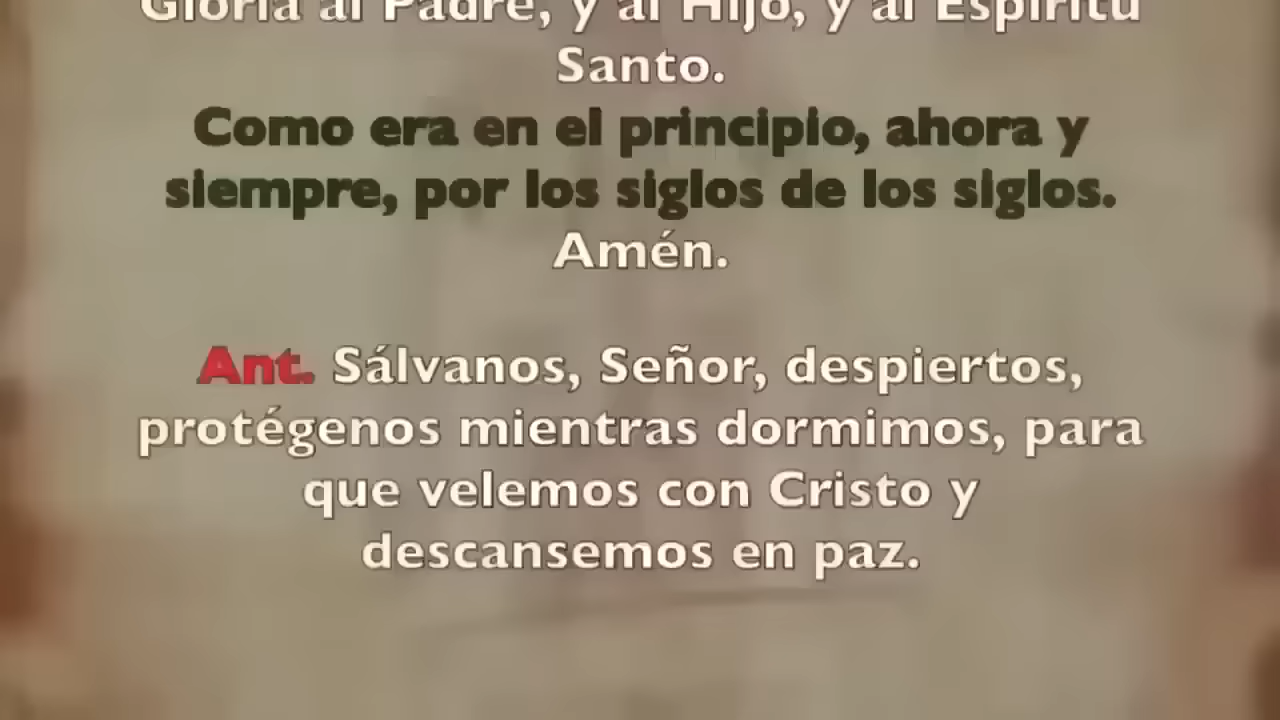 Gloria al Padre, y al Hijo, y al Espíritu
Santo.
Como era en el principio, ahora y
siempre, por los siglos de los siglos.
Amén.
Ant. Sálvanos, Señor, despiertos,
protégenos mientras dormimos, para
que velemos con Cristo y
descansemos en paz.